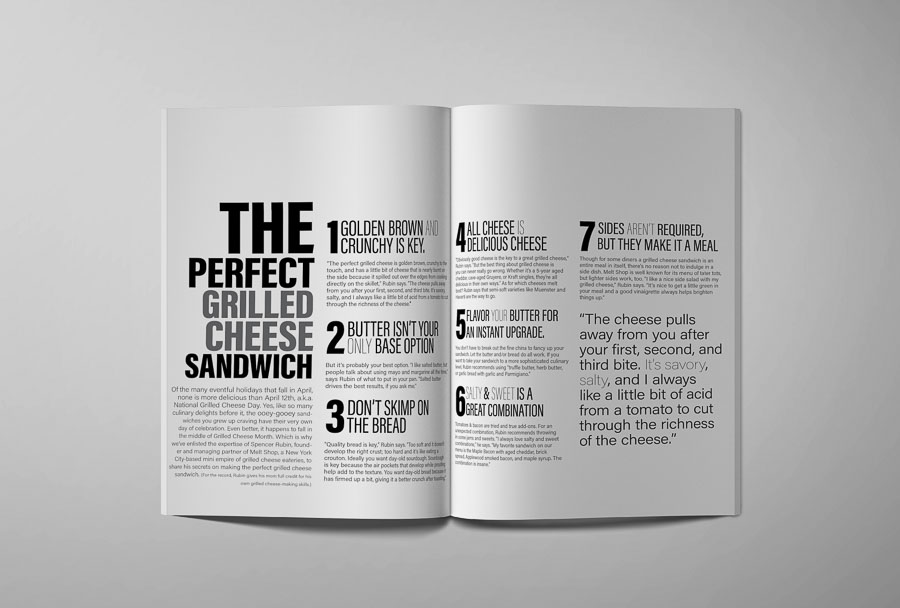 THE
PERFECT
GRILLED
CHEESE
SANDWICH
Of the many eventful holidays that fall in April,
none is more delicious than April 12th, a.k.a.
National Grilled Cheese Day. Yes, like so many
culinary delights before it, the ooey-gooey sand-
wiches you grew up craving have their very own
day of celebration. Even better, it happens to fall in
the middle of Grilled Cheese Month. Which is why
we've enlisted the expertise of Spencer Rubin, found-
er and managing partner of Melt Shop, a New York
City-based mini empire of grilled cheese eateries, to
share his secrets on making the perfect grilled cheese
sandwich. (For the record, Rubin gives his mom full credit for his
own grilled cheese-making skills.)
1 GOLDEN BROWN AND
CRUNCHY IS KEY.
"The perfect grilled cheese is golden brown, crunchy to the
touch, and has a little bit of cheese that is nearly burnt on
the side because it spilled out over the edges from cooking
directly on the skillet," Rubin says. "The cheese pulls away
from you after your first, second, and third bite. It's savory,
salty, and I always like a little bit of acid from a tomato to cut
through the richness of the cheese."
2 BUTTER ISN'T YOUR
ONLY BASE OPTION
But it's probably your best option. "I like salted butter, but
people talk about using mayo and margarine all the time,"
says Rubin of what to put in your pan. "Salted butter
drives the best results, if you ask me."
3 DON'T SKIMP ON
THE BREAD
"Quality bread is key," Rubin says. "Too soft and it doesn't
develop the right crust; too hard and it's like eating a
crouton. Ideally you want day-old sourdough. Sourdough
is key because the air pockets that develop while proofing
help add to the texture. You want day-old bread because it
has firmed up a bit, giving it a better crunch after toasting."
4 ALL CHEESE IS
DELICIOUS CHEESE
"Obviously good cheese is the key to a great grilled cheese,"
Rubin says. "But the best thing about grilled cheese is
you can never really go wrong. Whether it's a 5-year aged
cheddar, cave aged Gruyere, or Kraft singles, they're all
delicious in their own ways." As for which cheeses melt
best? Rubin says that semi-soft varieties like Muenster and
Havarti are the way to go.
5 FLAVOR YOUR BUTTER FOR
AN INSTANT UPGRADE.
You don't have to break out the fine china to fancy up your
sandwich. Let the butter and/or bread do all work. If you
want to take your sandwich to a more sophisticated culinary
level, Rubin recommends using "truffle butter, herb butter,
or garlic bread with garlic and Parmigiano."
6 SALTY & SWEET IS A
GREAT COMBINATION
Tomatoes & bacon are tried and true add-ons. For an
unexpected combination, Rubin recommends throwing
in some jams and sweets. "I always love salty and sweet
combinations," he says. "My favorite sandwich on our
menu is the Maple Bacon with aged cheddar, brick
spread, Applewood smoked bacon, and maple syrup. The
combination is insane."
7 SIDES AREN'T REQUIRED,
BUT THEY MAKE IT A MEAL
Though for some diners a grilled cheese sandwich is an
entire meal in itself, there's no reason not to indulge in a
side dish. Melt Shop is well known for its menu of tater tots,
but lighter sides work, too. "I like a nice side salad with my
grilled cheese," Rubin says. "It's nice to get a little green in
your meal and a good vinaigrette always helps brighten
things up."
"The cheese pulls
away from you after
your first, second, and
third bite. It's savory,
salty, and I always
like a little bit of acid
from a tomato to cut
through the richness
of the cheese."